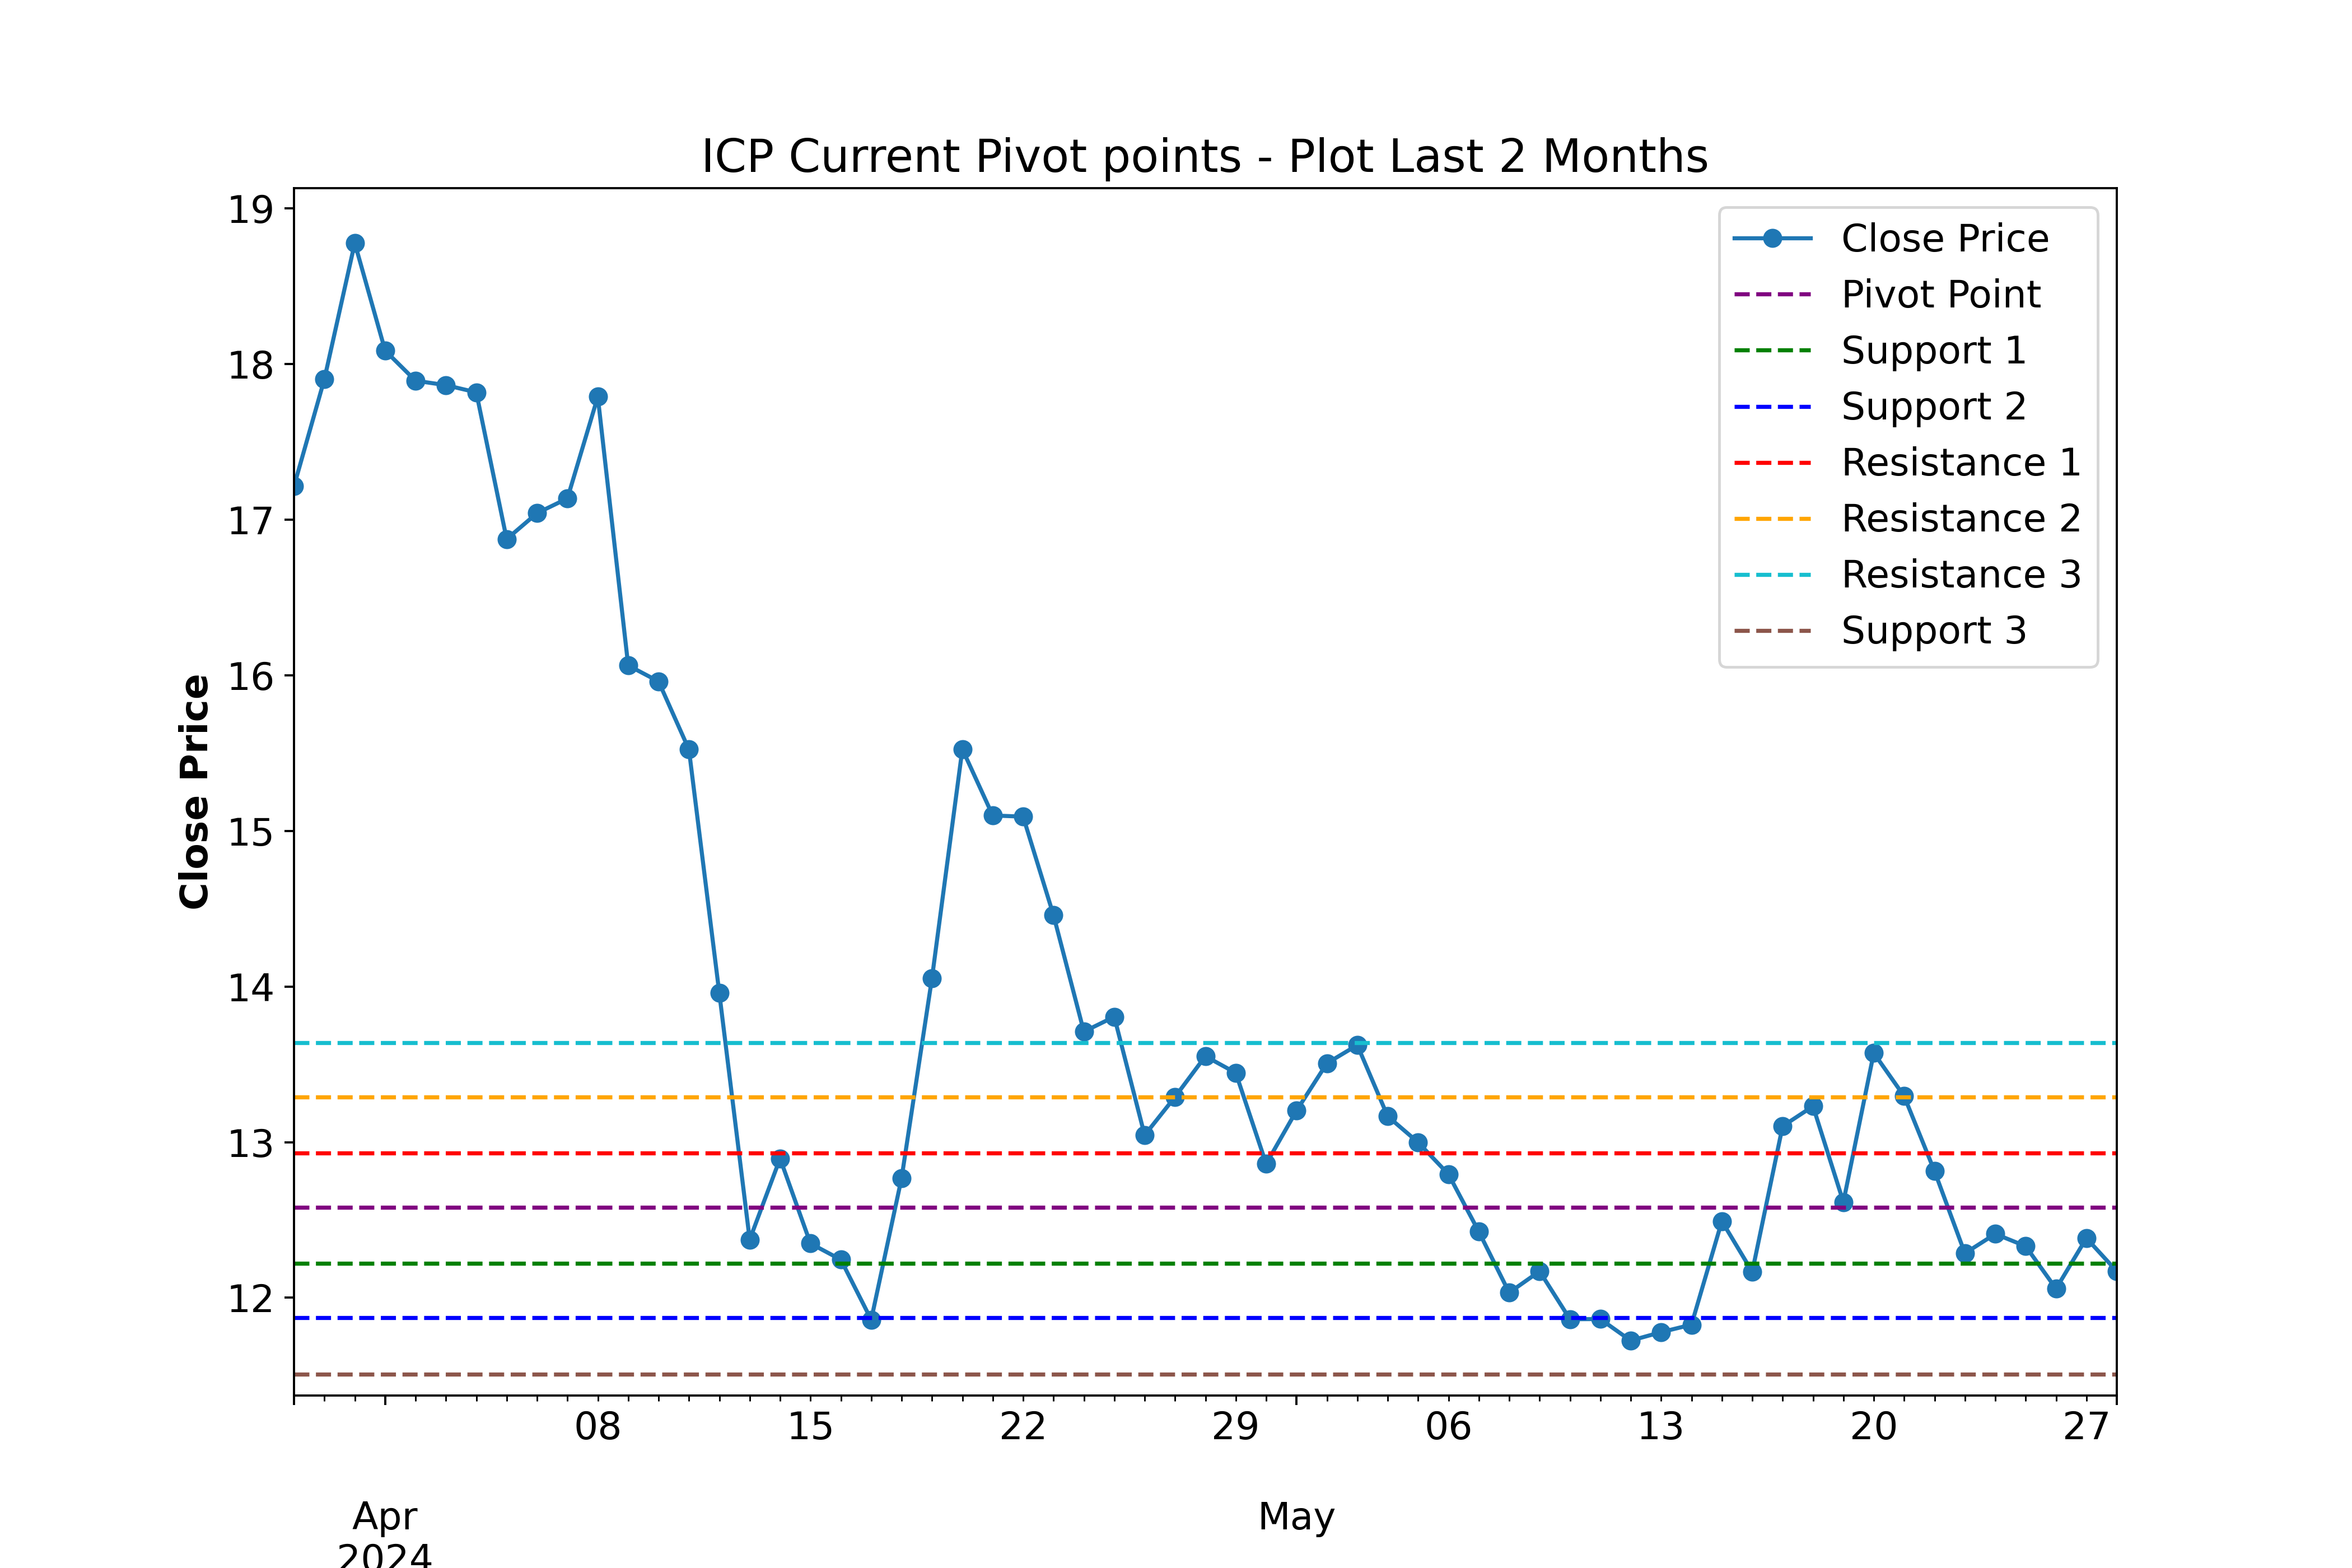 ICP Current Pivot points - Plot Last 2 Months
19
18
17
16
15
14
13
12
Close Price
Close Price
Pivot Point
Support 1
Support 2
Resistance 1
Resistance 2
Resistance 3
Support 3
08 15 22 29 06 13 20 27
Apr May
2024